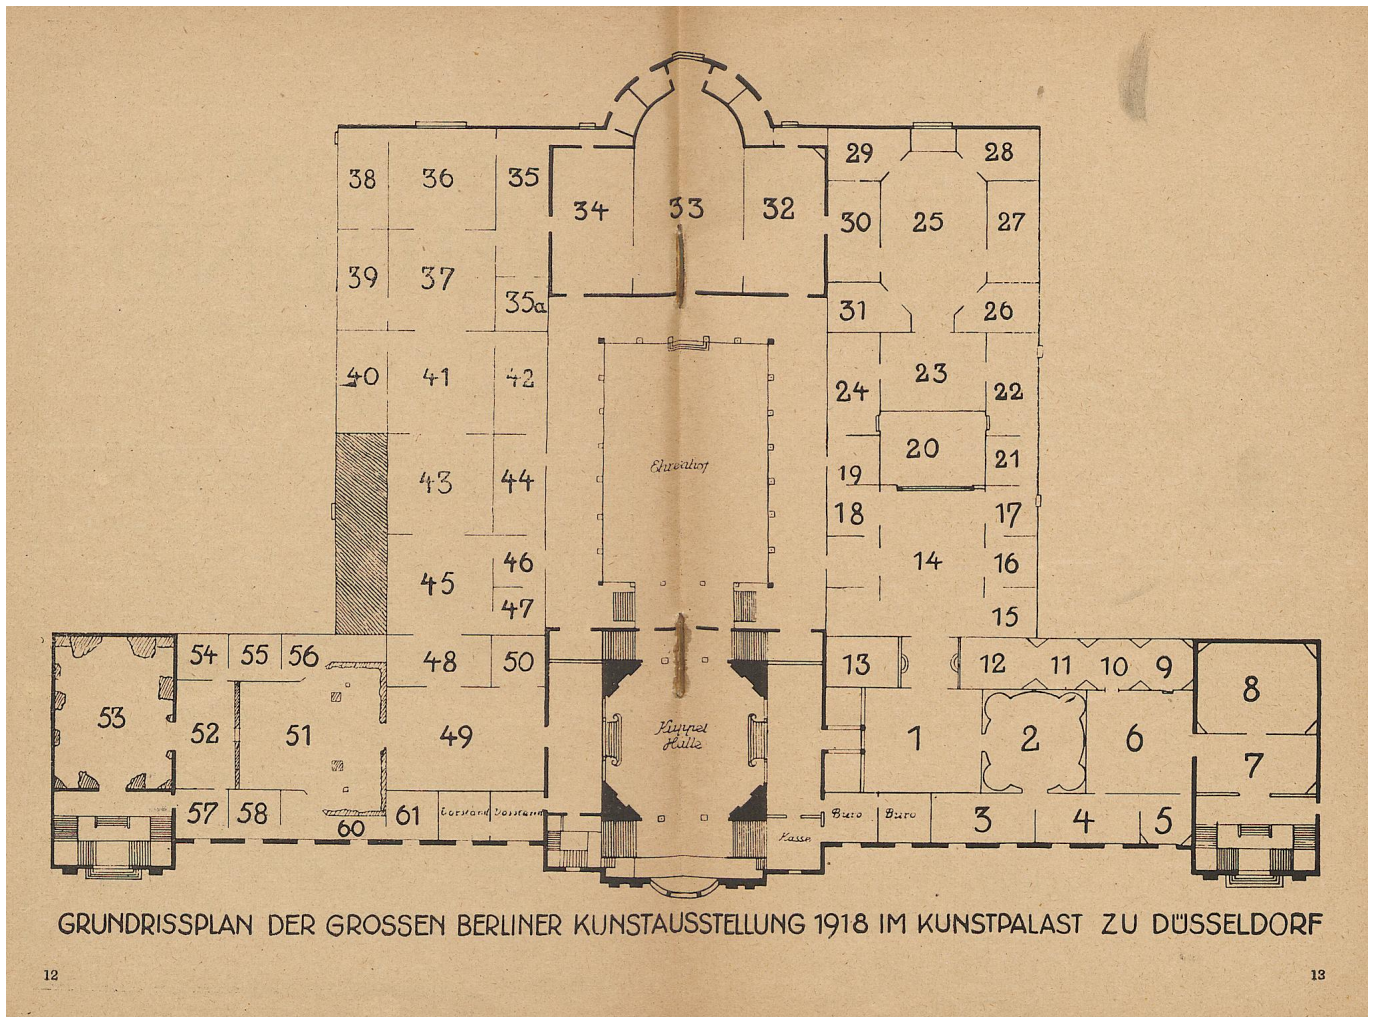 38 36 35 34 33 32 29 28
39 37 35a 30 25 27
31 26
40 41 42 24 23 22
Ehrenhof 20
43 44 19 21
18 17
45 46 14 16
47 15
54 55 56 48 50 13 12 11 10 9
53 52 51 49 Kuppel 1 2 6 8
Halle 7
57 58 60 61 Vorstand Vorstand Kasse Büro Büro 3 4 5
GRUNDRISSPLAN DER GROSSEN BERLINER KUNSTAUSSTELLUNG 1918 IM KUNSTPALAST ZU DÜSSELDORF
12 13